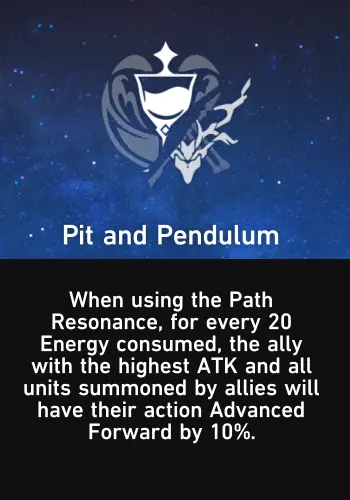 Pit and Pendulum
When using the Path
Resonance, for every 20
Energy consumed, the ally
with the highest ATK and all
units summoned by allies will
have their action Advanced
Forward by 10%.